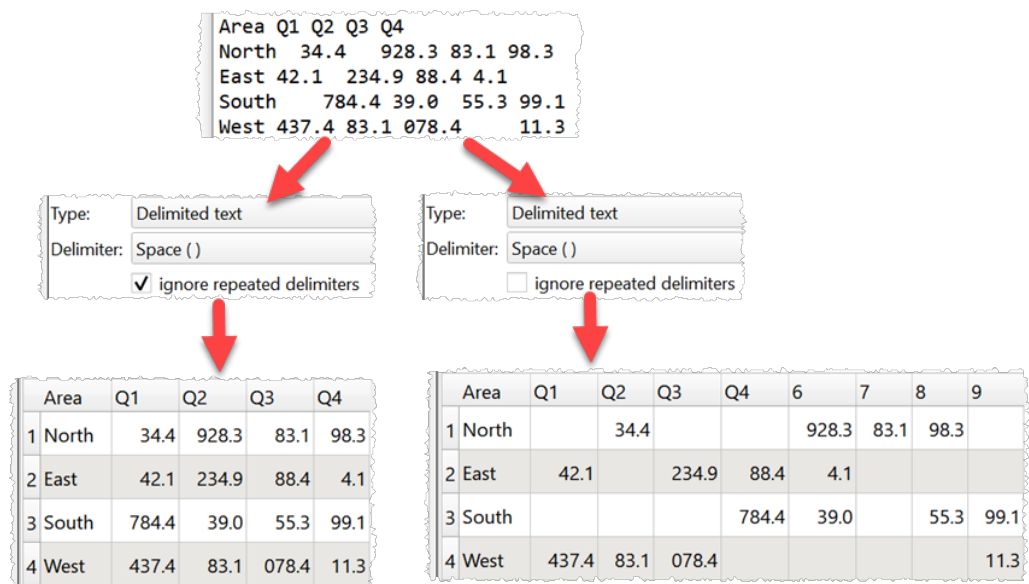 Area Q1 Q2 Q3 Q4
North  34.4   928.3 83.1 98.3
East 42.1  234.9 88.4 4.1
South    784.4 39.0  55.3 99.1
West 437.4 83.1 078.4     11.3
Type: Delimited text
Delimiter: Space ( )
ignore repeated delimiters
Type: Delimited text
Delimiter: Space ( )
ignore repeated delimiters
Area Q1 Q2 Q3 Q4
1 North 34.4 928.3 83.1 98.3
2 East 42.1 234.9 88.4 4.1
3 South 784.4 39.0 55.3 99.1
4 West 437.4 83.1 078.4 11.3
Area Q1 Q2 Q3 Q4 6 7 8 9
1 North 34.4 928.3 83.1 98.3
2 East 42.1 234.9 88.4 4.1
3 South 784.4 39.0 55.3 99.1
4 West 437.4 83.1 078.4 11.3